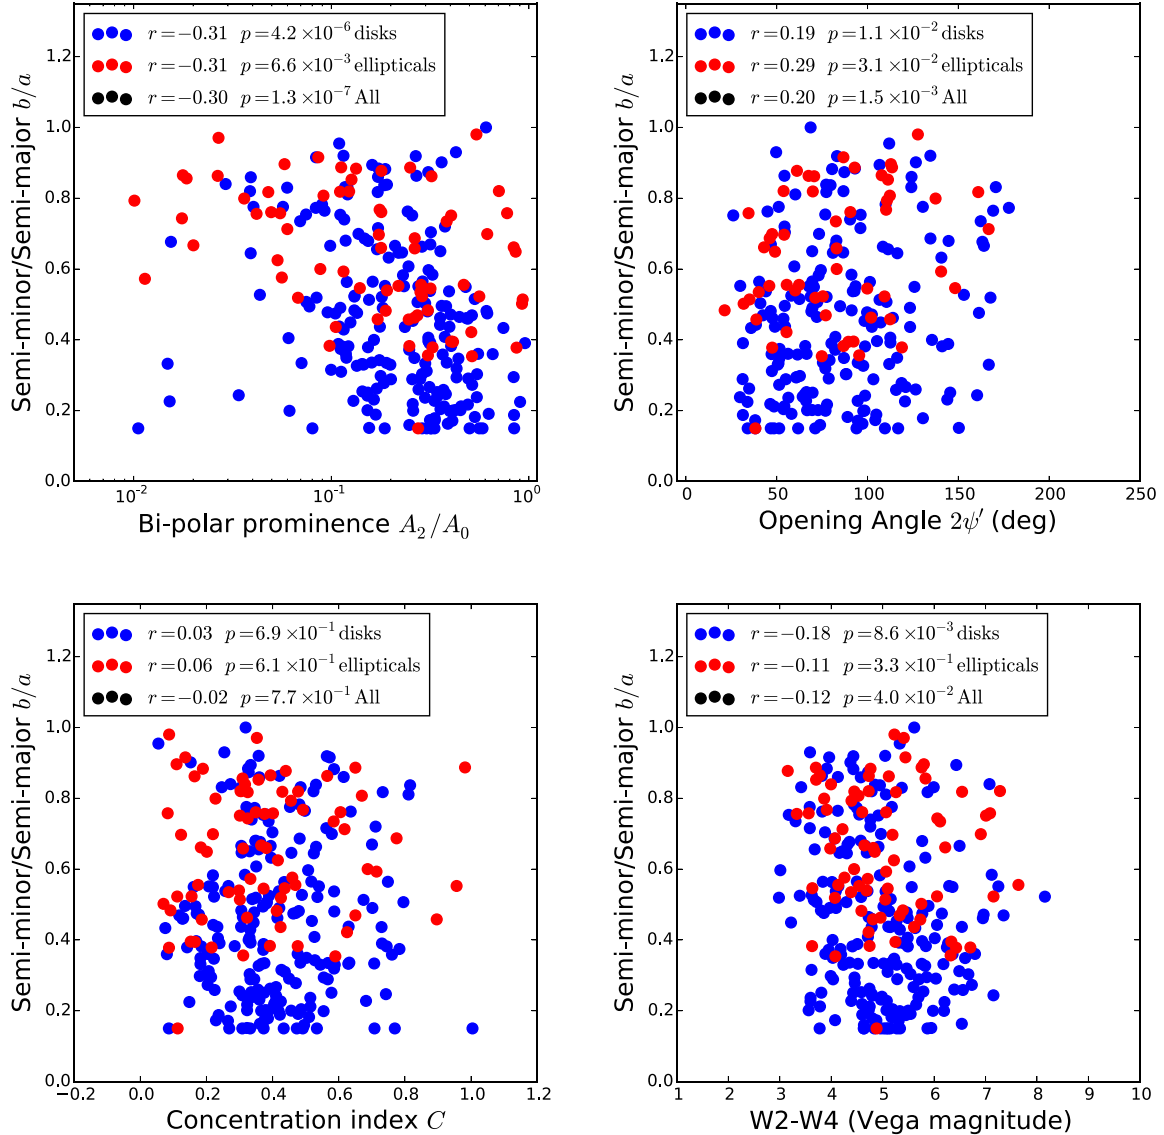 r=−0.31 p=4.2×10⁻⁶ disks
r=−0.31 p=6.6×10⁻³ ellipticals
r=−0.30 p=1.3×10⁻⁷ All
1.2
1.0
0.8
0.6
0.4
0.2
0.0
Semi-minor/Semi-major b/a
10⁻² 10⁻¹ 10⁰
Bi-polar prominence A₂/A₀
r=0.19 p=1.1×10⁻² disks
r=0.29 p=3.1×10⁻² ellipticals
r=0.20 p=1.5×10⁻³ All
1.2
1.0
0.8
0.6
0.4
0.2
0.0
Semi-minor/Semi-major b/a
0 50 100 150 200 250
Opening Angle 2ψ′ (deg)
r=0.03 p=6.9×10⁻¹ disks
r=0.06 p=6.1×10⁻¹ ellipticals
r=−0.02 p=7.7×10⁻¹ All
1.2
1.0
0.8
0.6
0.4
0.2
0.0
Semi-minor/Semi-major b/a
−0.2 0.0 0.2 0.4 0.6 0.8 1.0 1.2
Concentration index C
r=−0.18 p=8.6×10⁻³ disks
r=−0.11 p=3.3×10⁻¹ ellipticals
r=−0.12 p=4.0×10⁻² All
1.2
1.0
0.8
0.6
0.4
0.2
0.0
Semi-minor/Semi-major b/a
1 2 3 4 5 6 7 8 9 10
W2-W4 (Vega magnitude)